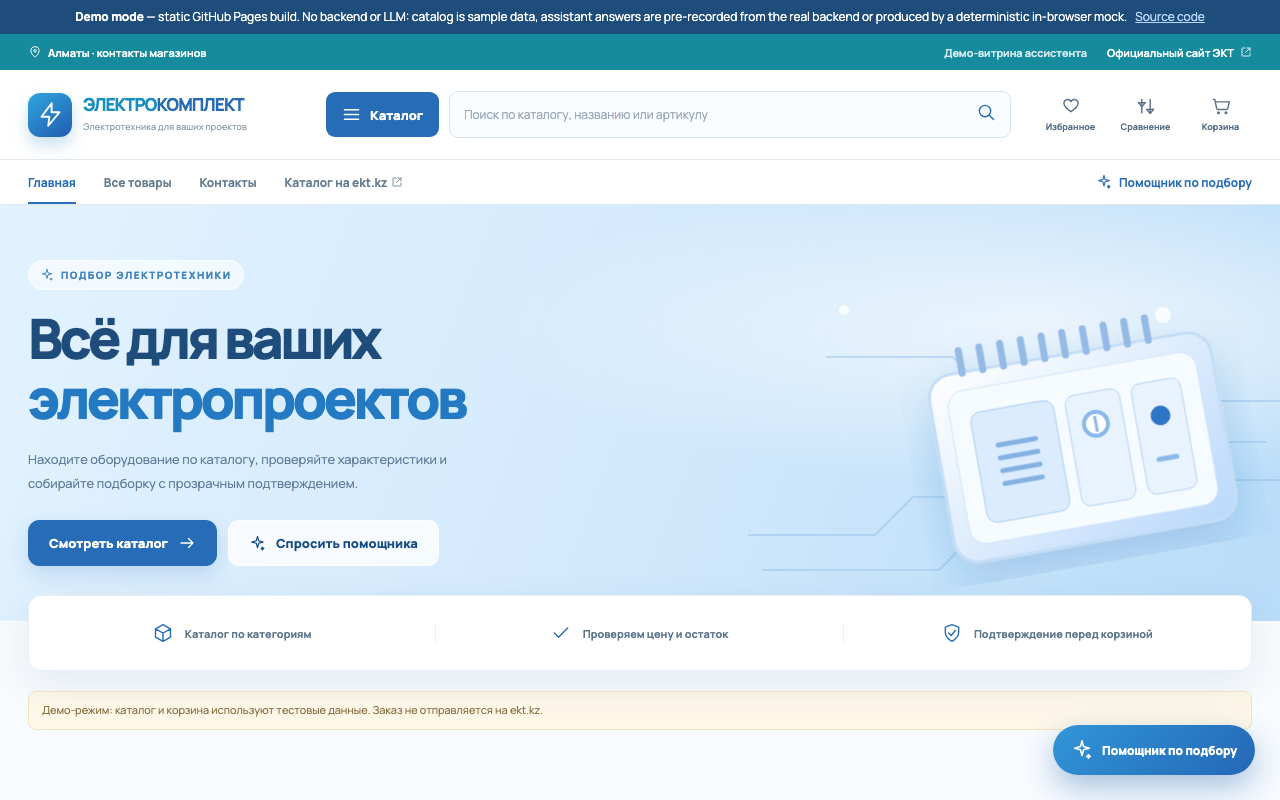 Demo mode — static GitHub Pages build. No backend or LLM: catalog is sample data, assistant answers are pre-recorded from the real backend or produced by a deterministic in-browser mock. Source code
Алматы · контакты магазинов
Демо-витрина ассистента
Официальный сайт ЭКТ
ЭЛЕКТРОКОМПЛЕКТ
Электротехника для ваших проектов
Каталог
Поиск по каталогу, названию или артикулу
Избранное
Сравнение
Корзина
Главная
Все товары
Контакты
Каталог на ekt.kz
Помощник по подбору
ПОДБОР ЭЛЕКТРОТЕХНИКИ
Всё для ваших
электропроектов
Находите оборудование по каталогу, проверяйте характеристики и
собирайте подборку с прозрачным подтверждением.
Смотреть каталог
Спросить помощника
Каталог по категориям
Проверяем цену и остаток
Подтверждение перед корзиной
Демо-режим: каталог и корзина используют тестовые данные. Заказ не отправляется на ekt.kz.
Помощник по подбору